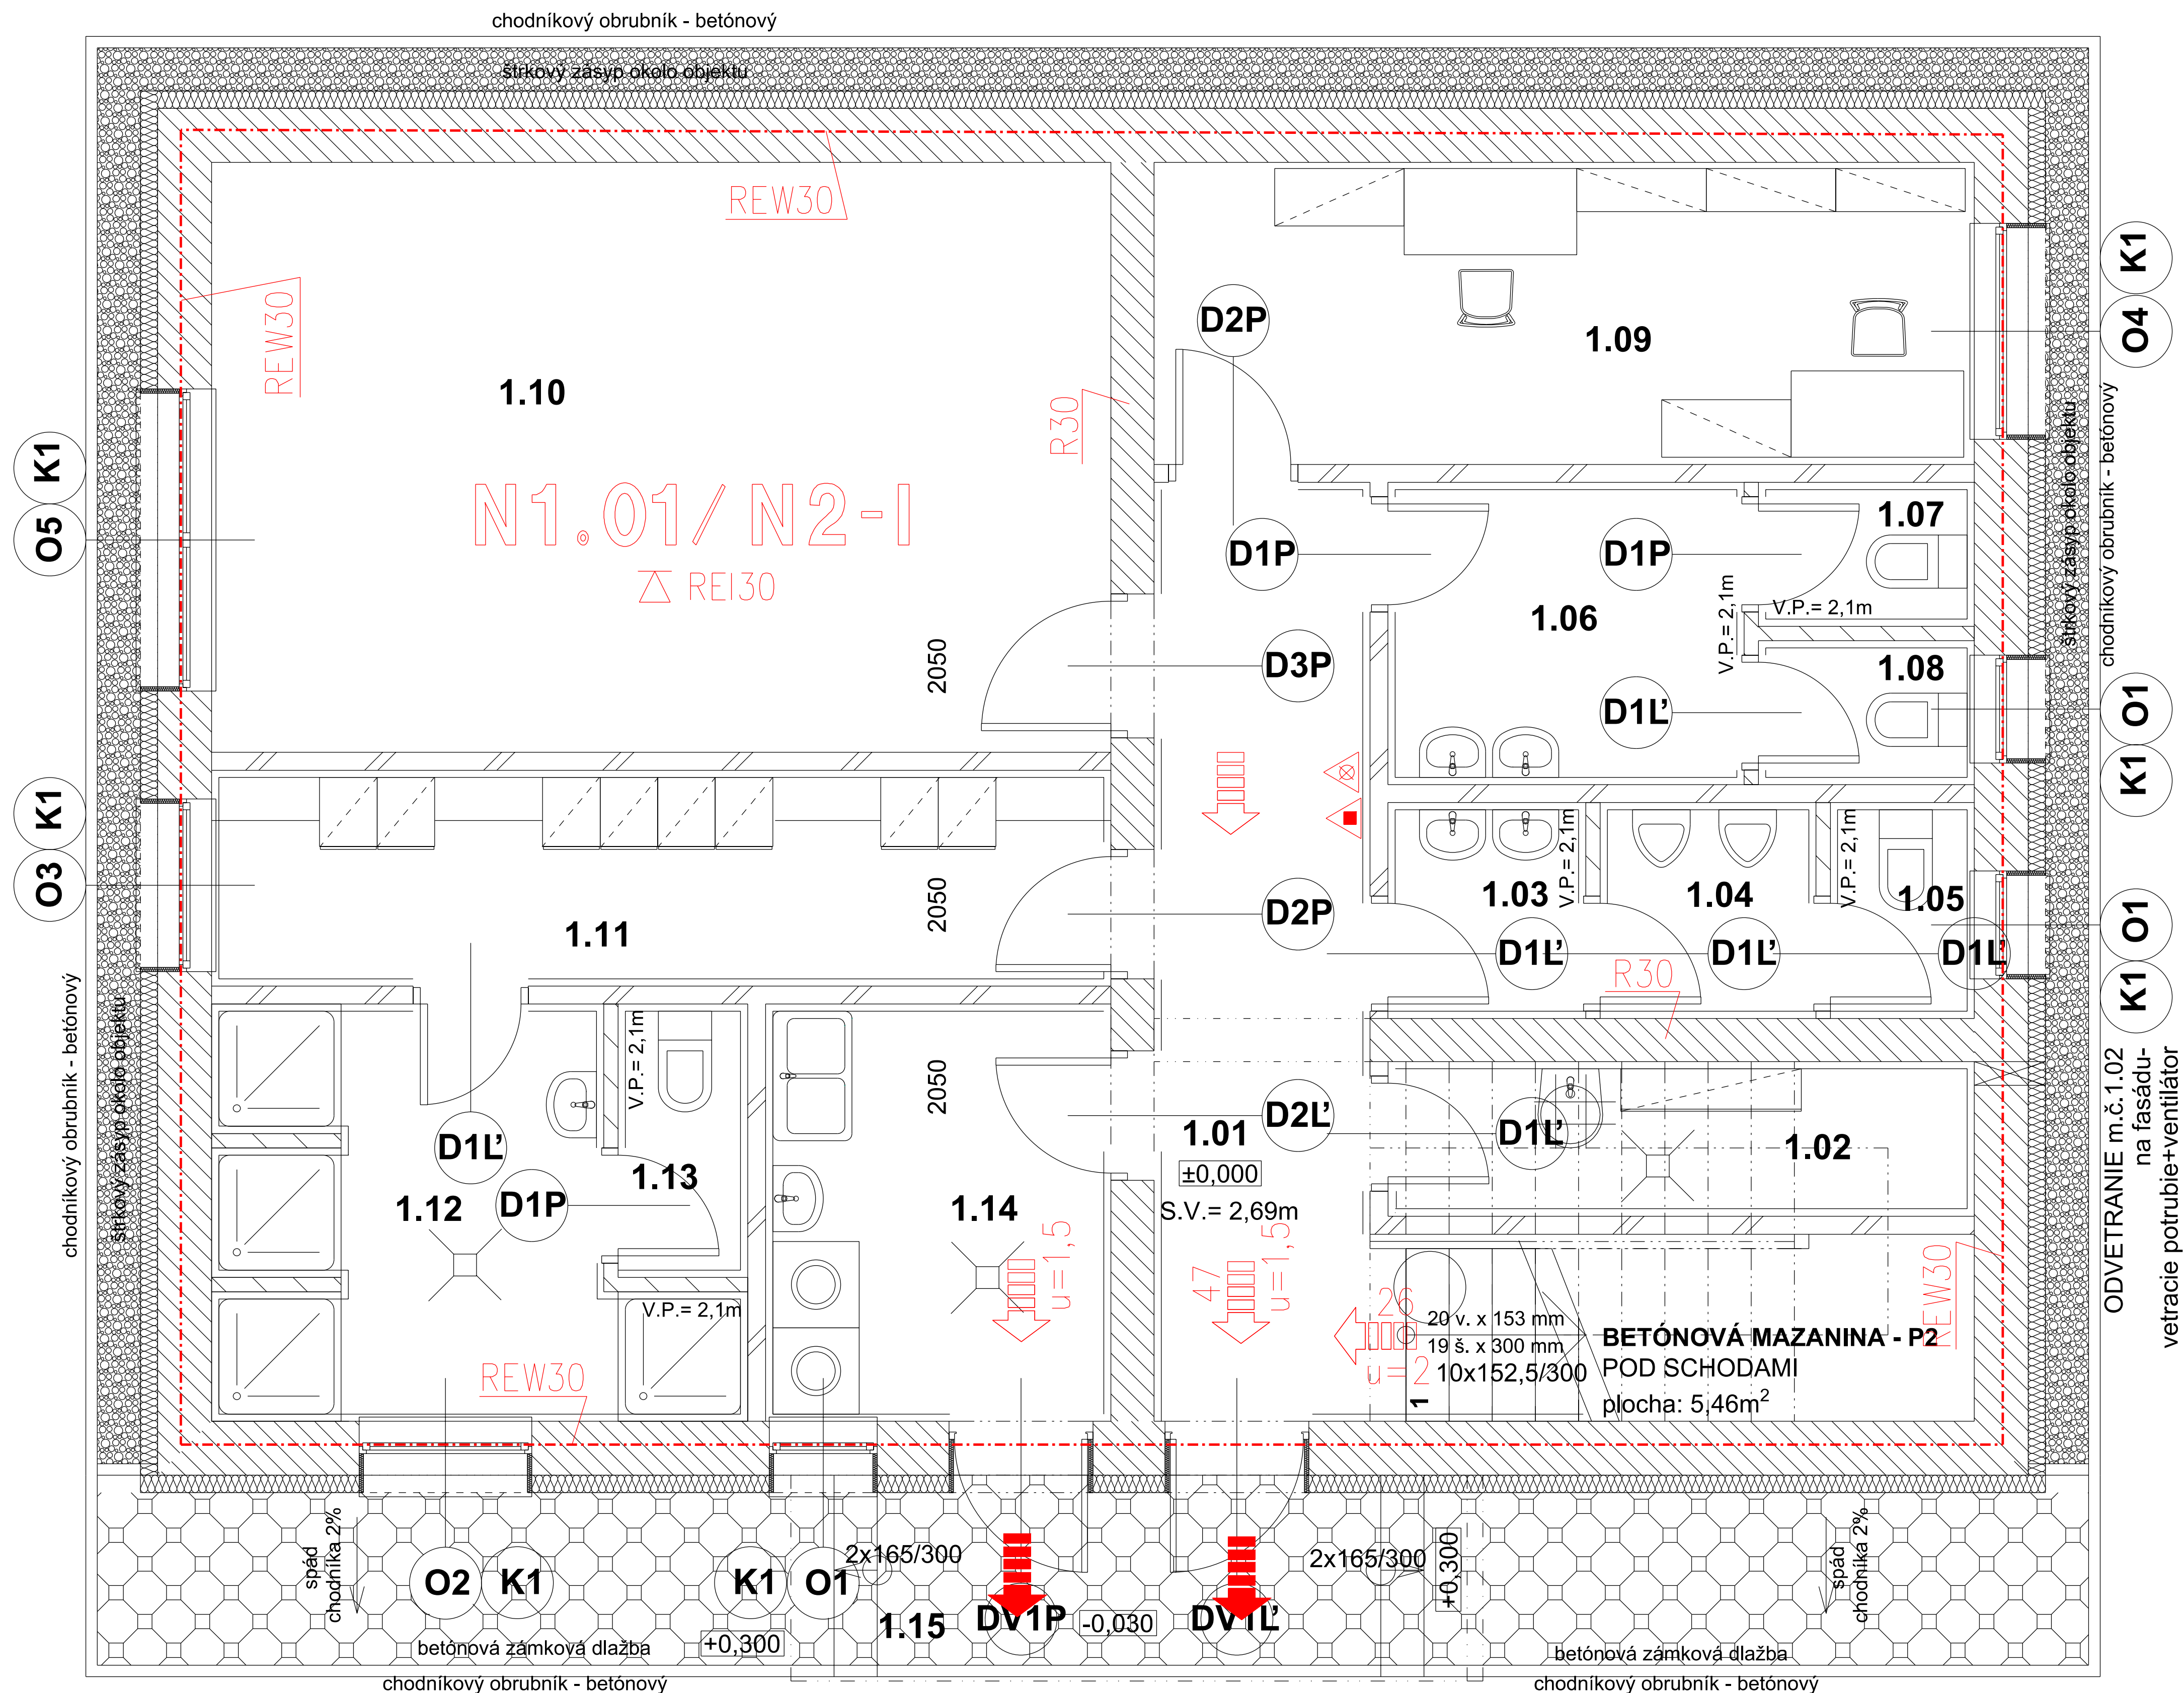 chodníkový obrubník - betónový
štrkový zásyp okolo objektu
REW30
REW30
1.10
R30
N1.01/ N2-I
REI30
D2P
1.09
K1
O4
chodníkový obrubník - betónový
štrkový zásyp okolo objektu
K1
O5
D1P
D1P
1.07
V.P.= 2,1m
V.P.= 2,1m
1.06
2050
D3P
1.08
D1Ľ
O1
K1
K1
O3
2050
1.11
D2P
1.03
V.P.= 2,1m
1.04
V.P.= 2,1m
1.05
D1Ľ
D1Ľ
D1Ľ
R30
O1
K1
chodníkový obrubník - betónový
štrkový zásyp okolo objektu
V.P.= 2,1m
2050
D1Ľ
D1P
1.13
1.12
1.14
D2Ľ
1.01
±0,000
S.V.= 2,69m
D1Ľ
1.02
ODVETRANIE m.č.1.02
na fasádu-
vetracie potrubie+ventilátor
u=1,5
47
u=1,5
26
u=2
20 v. x 153 mm
19 š. x 300 mm
10x152,5/300
1
BETÓNOVÁ MAZANINA - P2
POD SCHODAMI
plocha: 5,46m²
REW30
V.P.= 2,1m
REW30
spád
chodníka 2%
O2
K1
K1
O1
2x165/300
1.15
DV1P
-0,030
DV1Ľ
2x165/300
+0,300
spád
chodníka 2%
+0,300
betónová zámková dlažba
betónová zámková dlažba
chodníkový obrubník - betónový
chodníkový obrubník - betónový